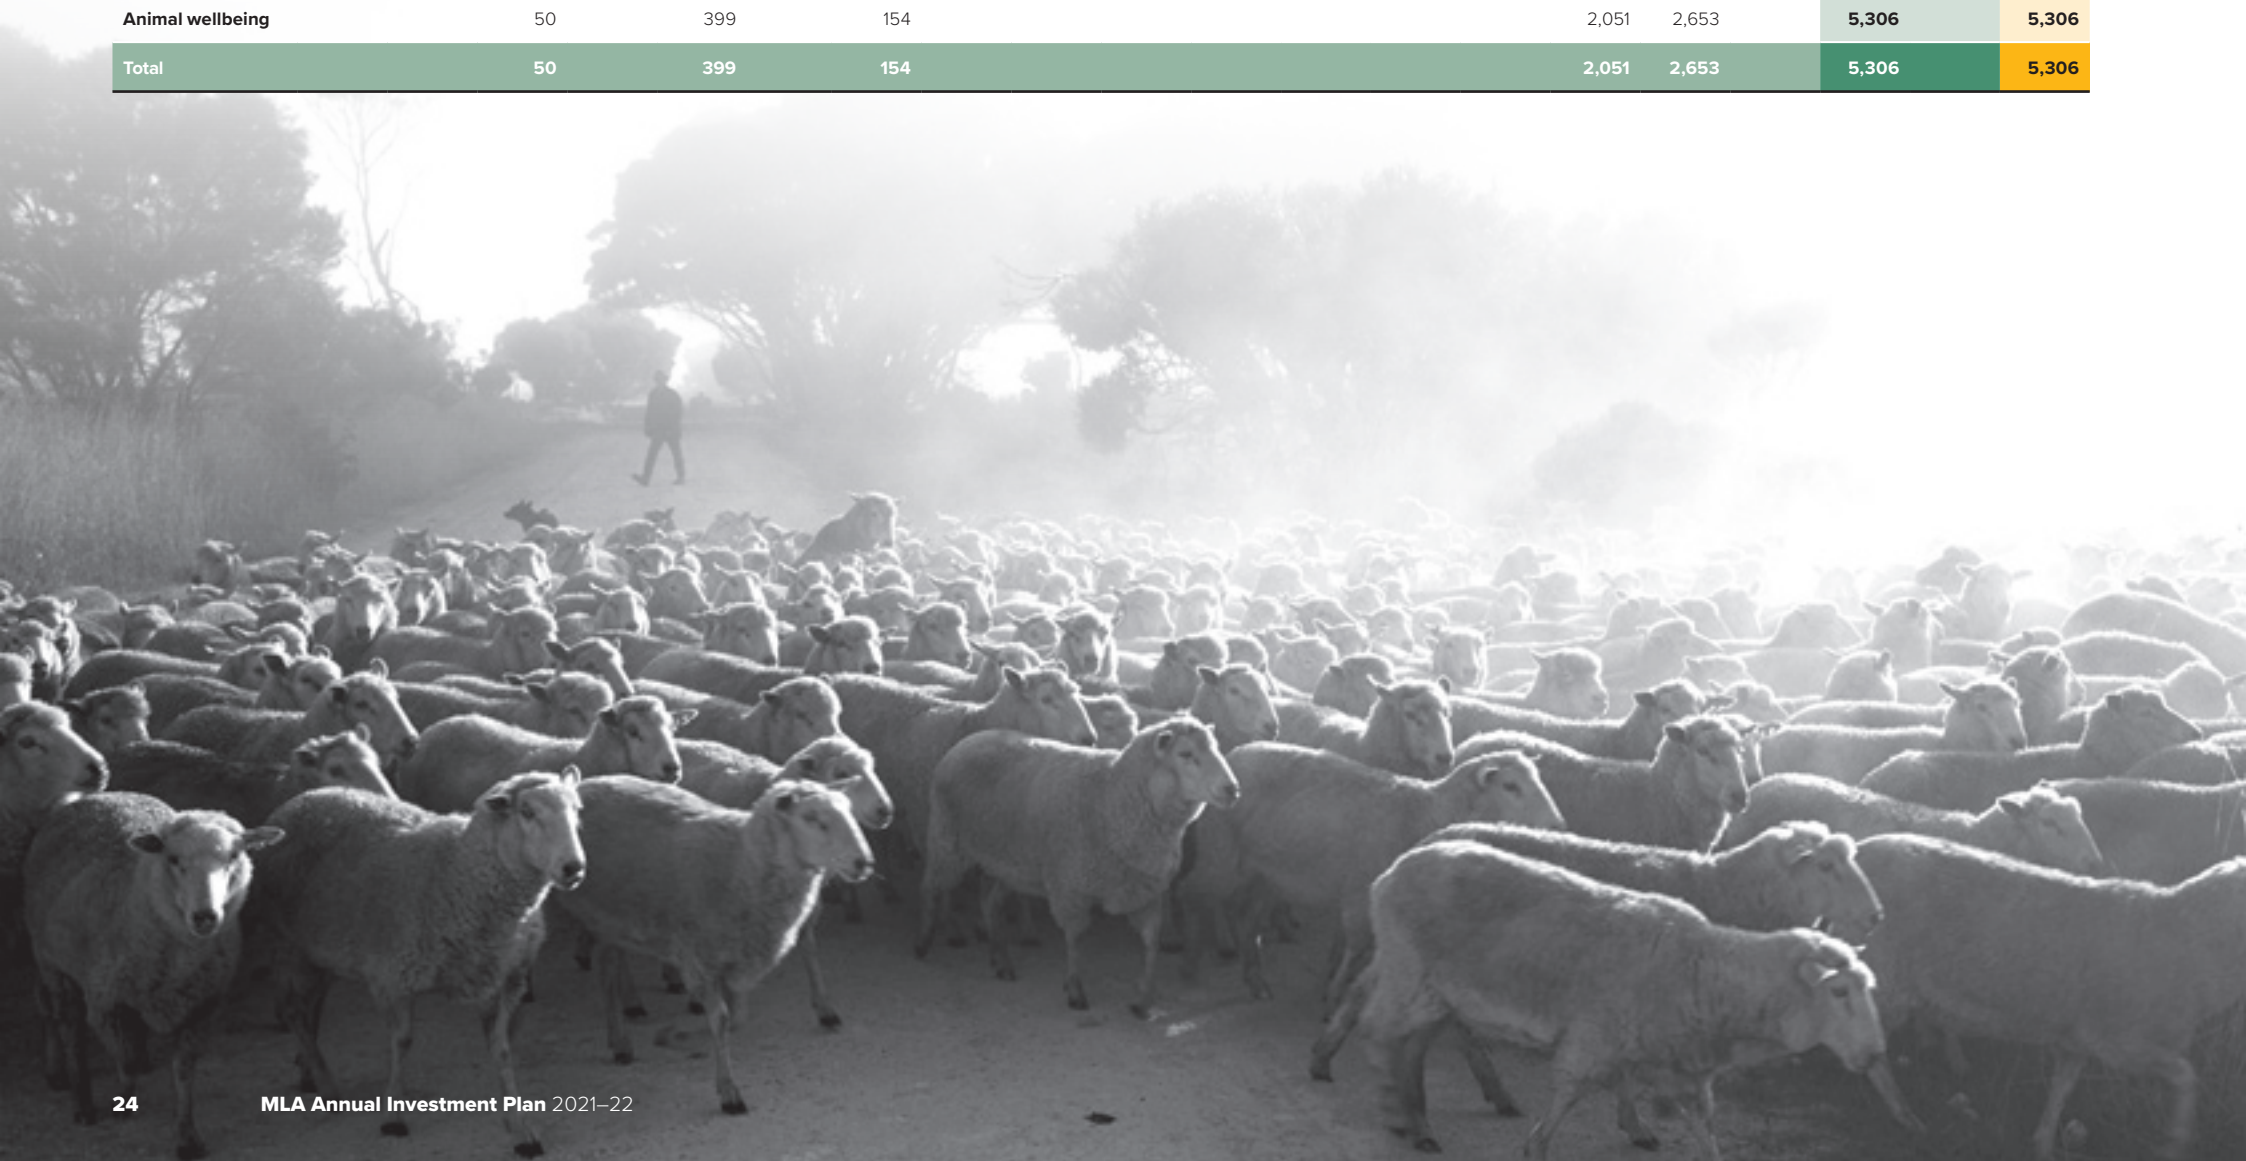 Animal wellbeing 50 399 154 2,051 2,653 5,306 5,306
Total 50 399 154 2,051 2,653 5,306 5,306
24 MLA Annual Investment Plan 2021–22